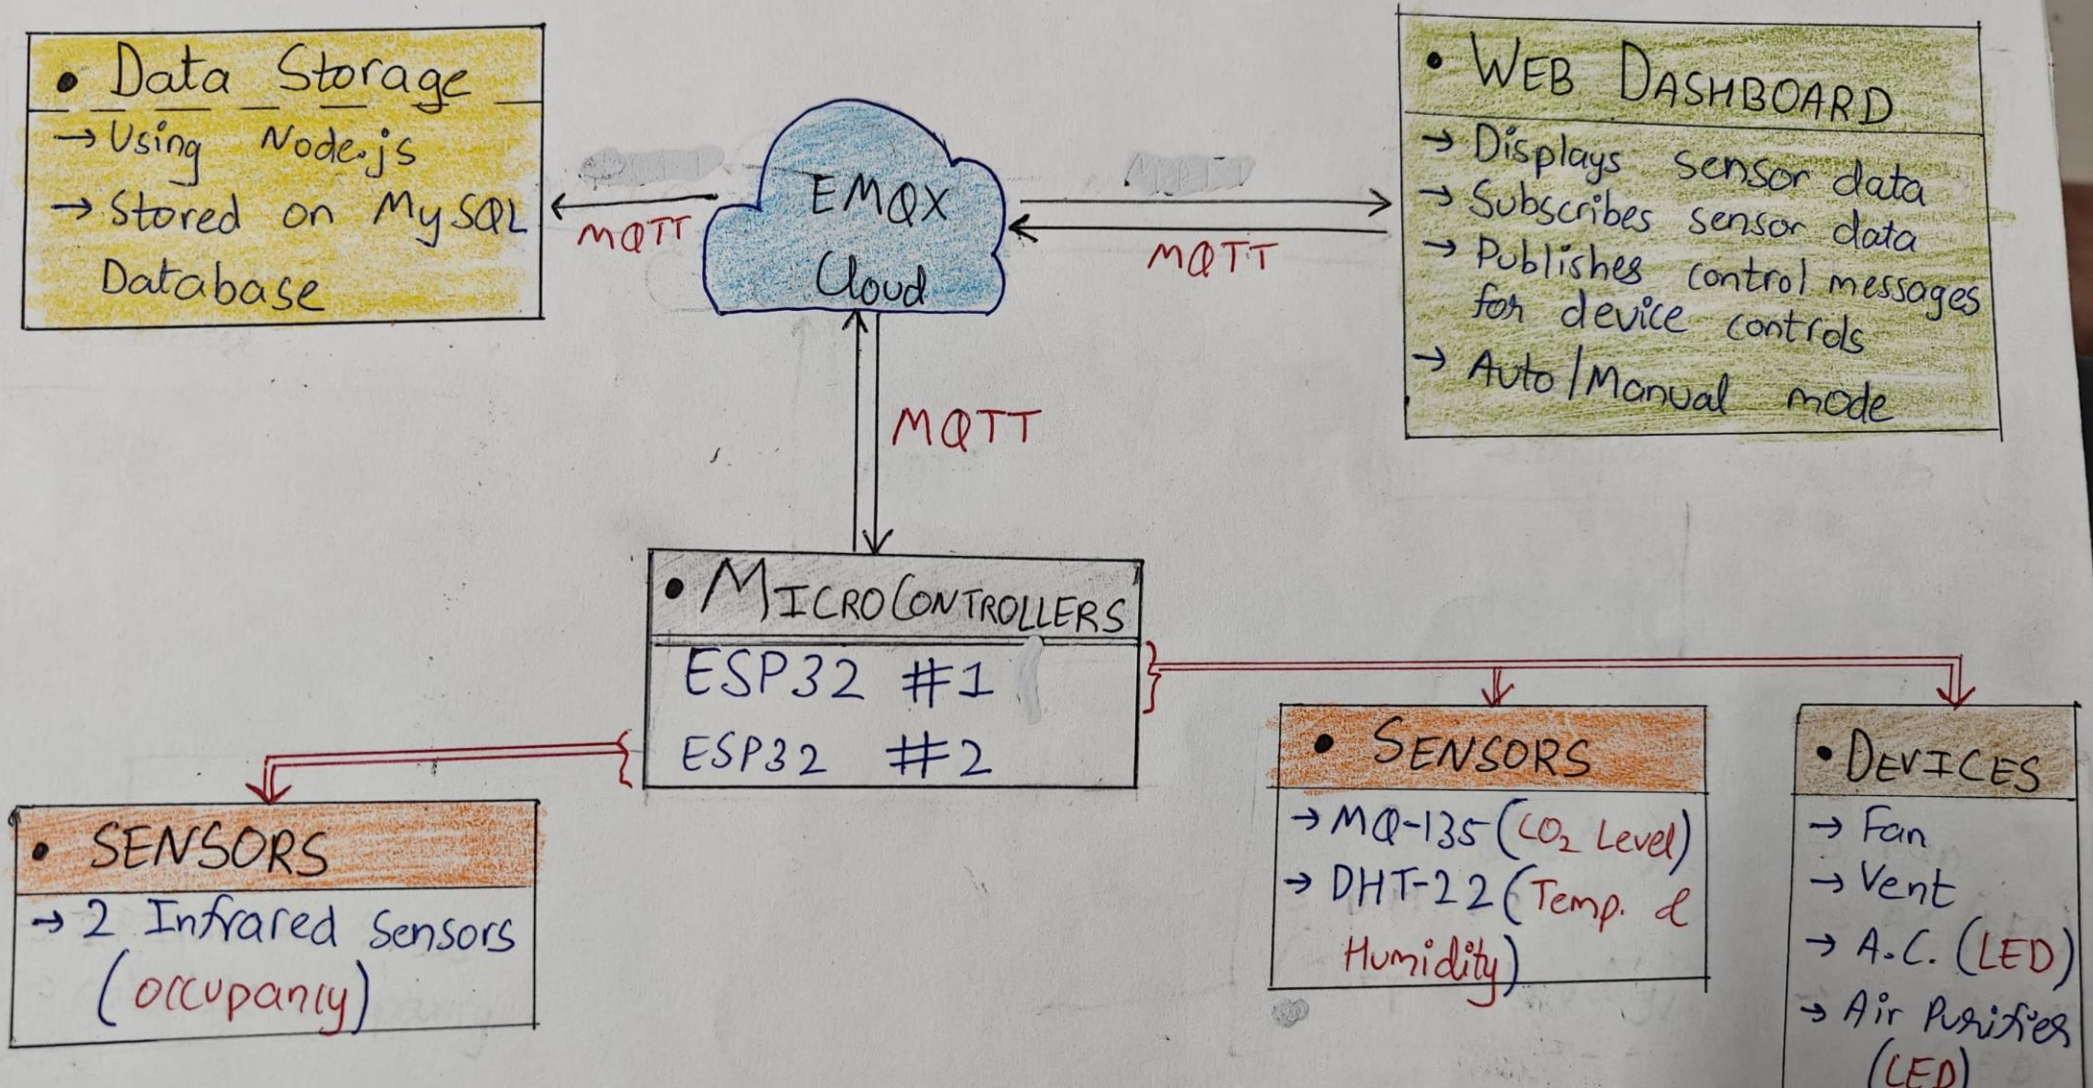 • Data Storage
→ Using Node.js
→ Stored on MySQL
Database
EMQX
Cloud
MQTT
MQTT
MQTT
• WEB DASHBOARD
→ Displays sensor data
→ Subscribes sensor data
→ Publishes control messages
for device controls
→ Auto/Manual mode
• MICROCONTROLLERS
ESP32 #1
ESP32 #2
• SENSORS
→ 2 Infrared Sensors
(occupancy)
• SENSORS
→ MQ-135 (CO₂ Level)
→ DHT-22 (Temp. &
Humidity)
• DEVICES
→ Fan
→ Vent
→ A.C. (LED)
→ Air Purifier
(LED)